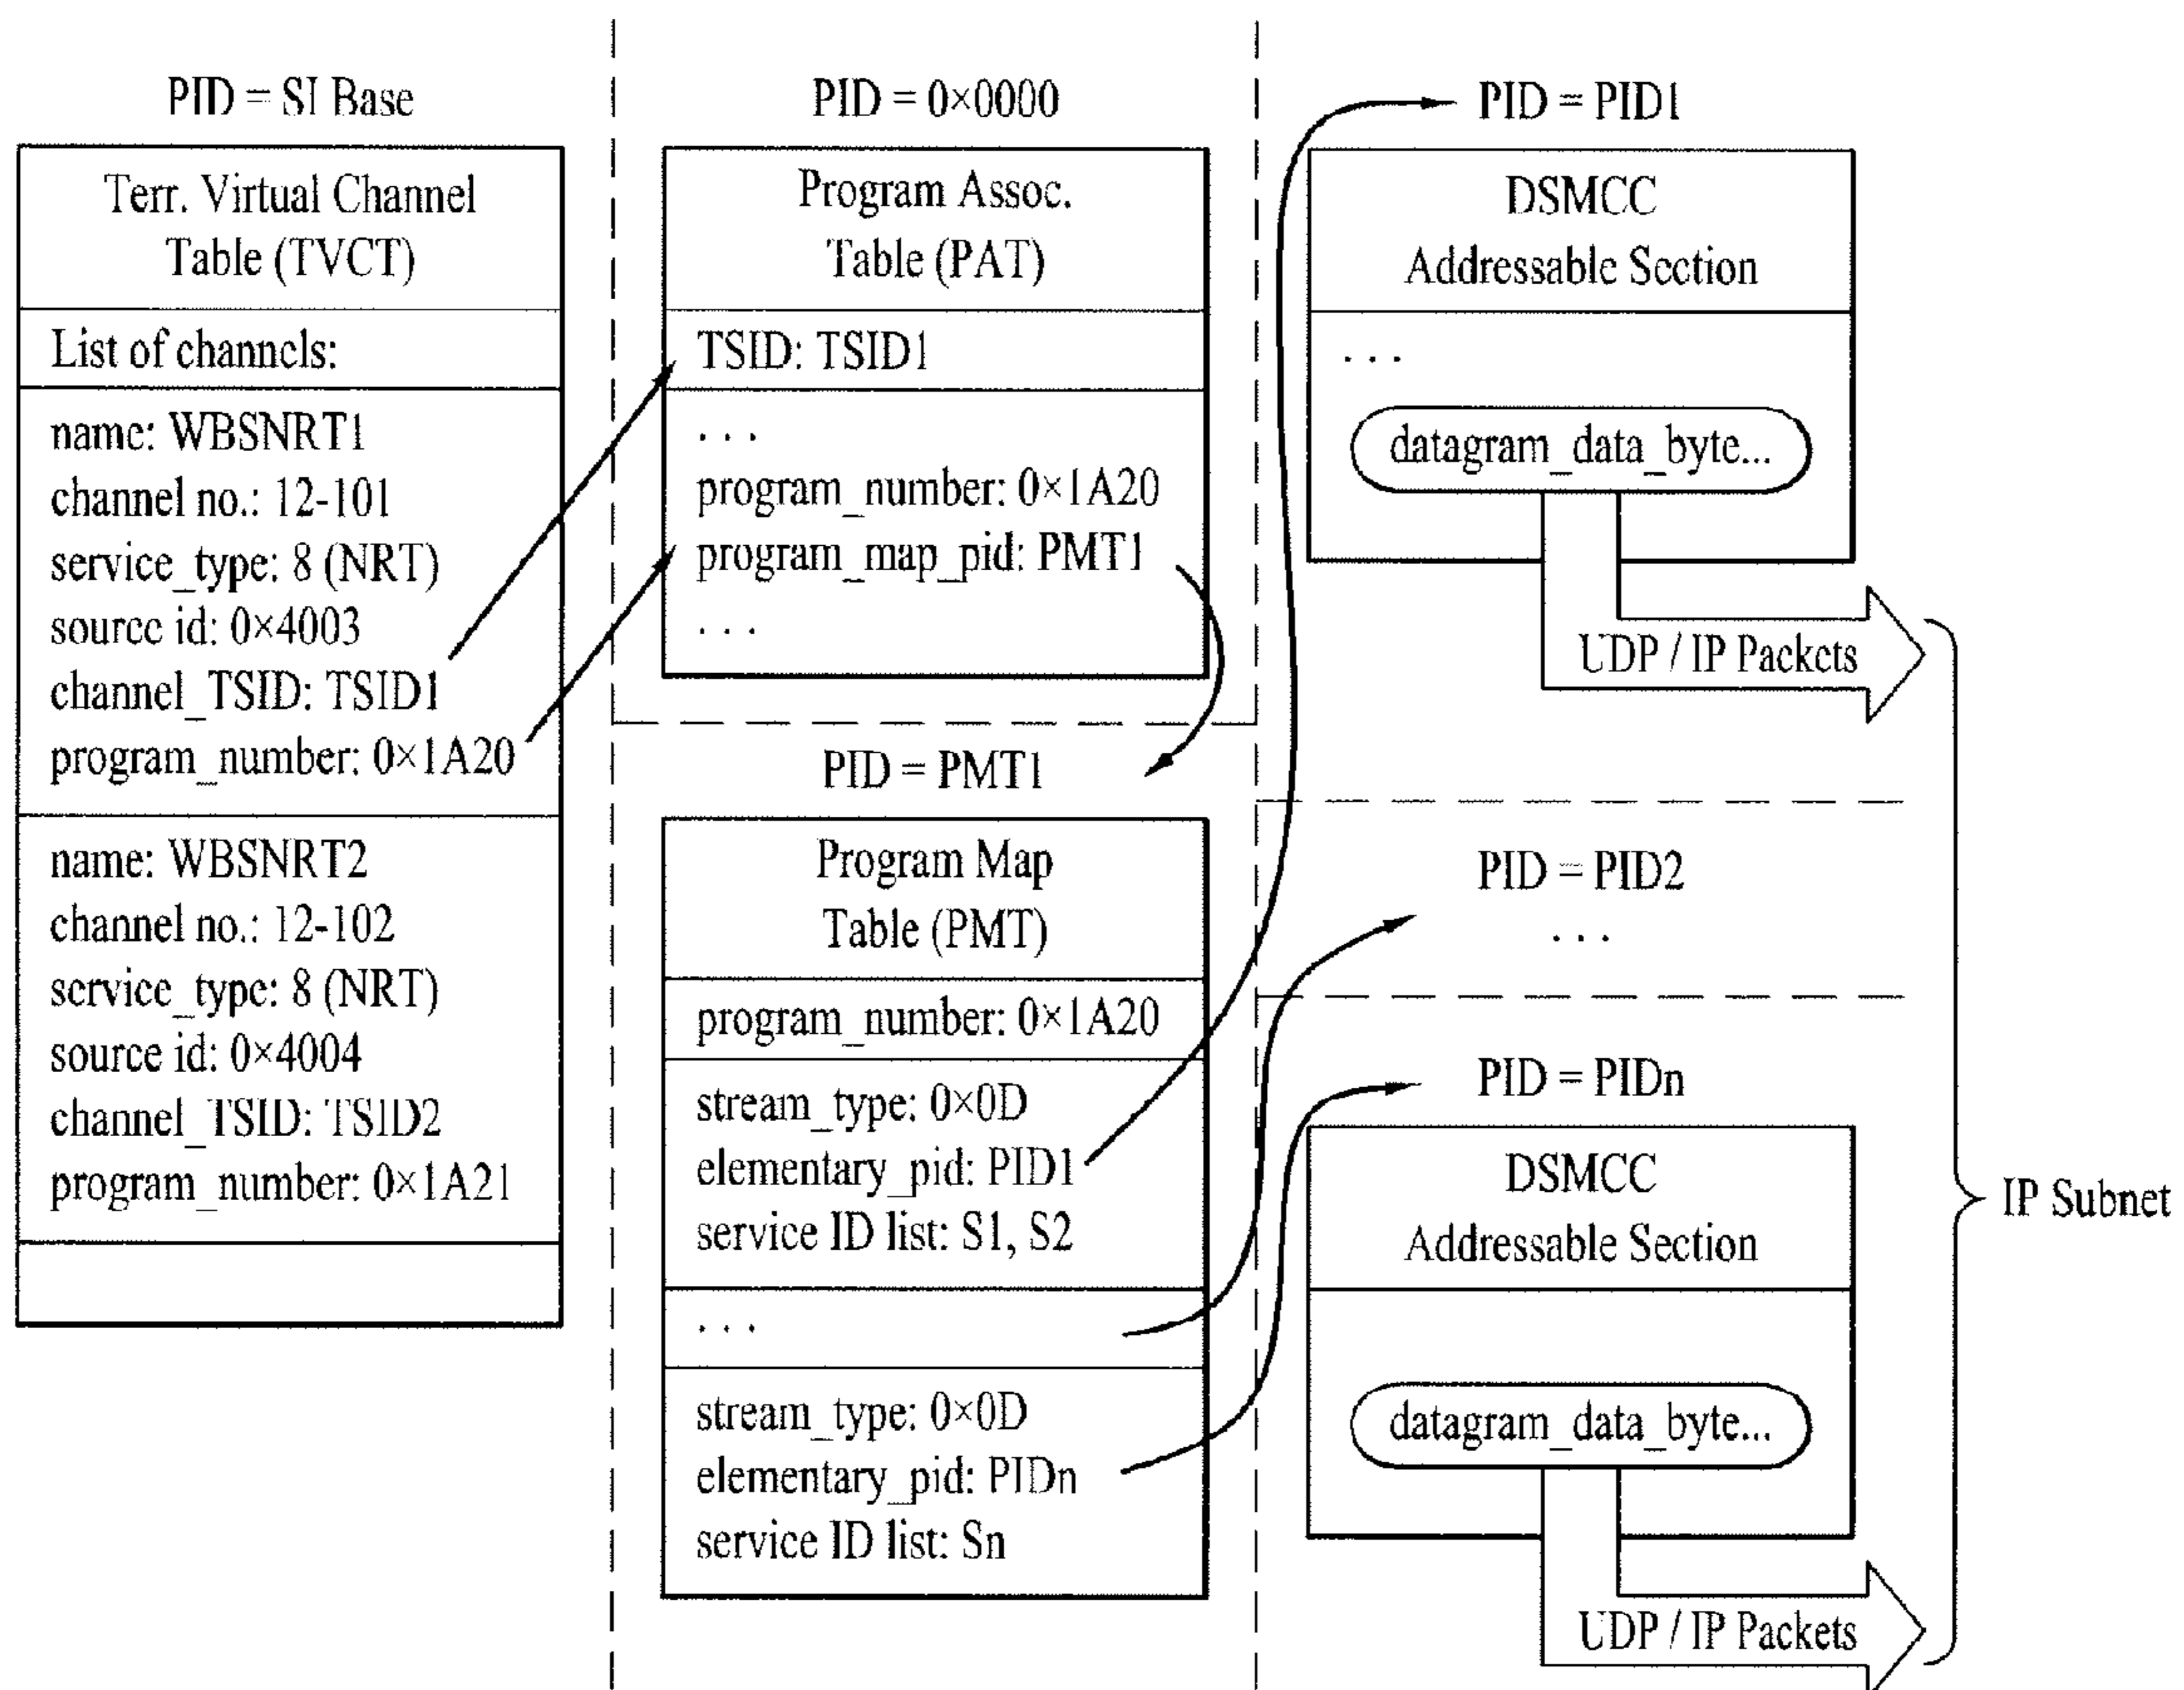 PID = SI Base
Terr. Virtual Channel
Table (TVCT)
List of channels:
name: WBSNRT1
channel no.: 12-101
service_type: 8 (NRT)
source id: 0×4003
channel_TSID: TSID1
program_number: 0×1A20
name: WBSNRT2
channel no.: 12-102
service_type: 8 (NRT)
source id: 0×4004
channel_TSID: TSID2
program_number: 0×1A21
PID = 0×0000
Program Assoc.
Table (PAT)
TSID: TSID1
. . .
program_number: 0×1A20
program_map_pid: PMT1
. . .
PID = PMT1
Program Map
Table (PMT)
program_number: 0×1A20
stream_type: 0×0D
elementary_pid: PID1
service ID list: S1, S2
. . .
stream_type: 0×0D
elementary_pid: PIDn
service ID list: Sn
PID = PID1
DSMCC
Addressable Section
. . .
datagram_data_byte...
UDP / IP Packets
PID = PID2
. . .
PID = PIDn
DSMCC
Addressable Section
datagram_data_byte...
UDP / IP Packets
IP Subnet